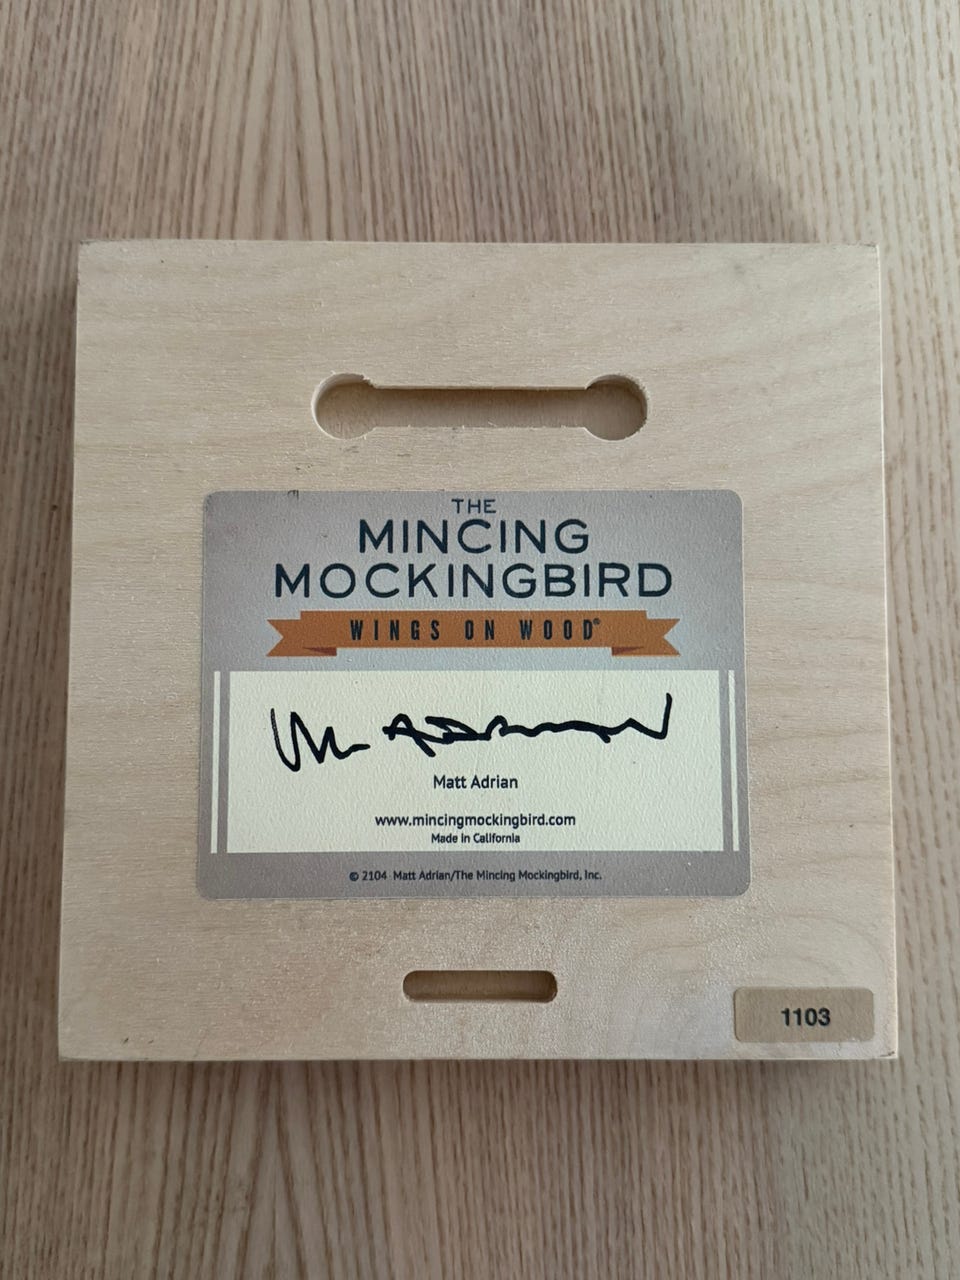 THE
MINCING
MOCKINGBIRD
WINGS ON WOOD®
M ADRIAN
Matt Adrian
www.mincingmockingbird.com
Made in California
© 2104 Matt Adrian/The Mincing Mockingbird, Inc.
1103